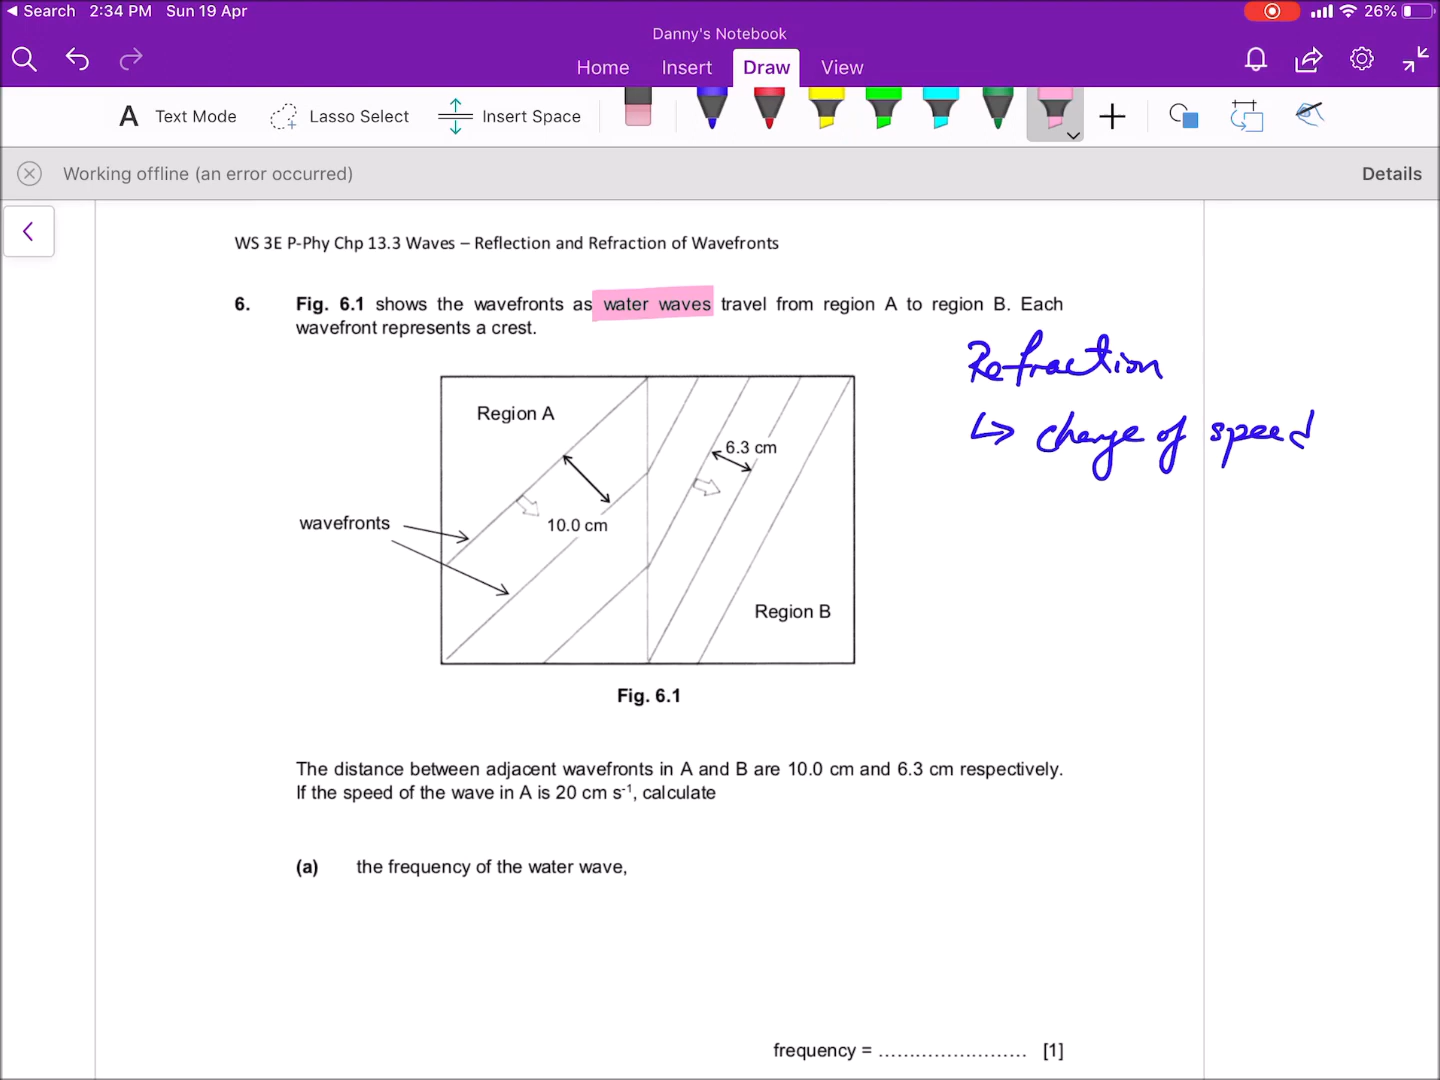 Search 2:34 PM Sun 19 Apr 26%
Danny's Notebook
Home Insert Draw View
A Text Mode Lasso Select Insert Space
Working offline (an error occurred) Details
WS 3E P-Phy Chp 13.3 Waves – Reflection and Refraction of Wavefronts
6. Fig. 6.1 shows the wavefronts as water waves travel from region A to region B. Each
wavefront represents a crest.
Refraction
↳ change of speed
Region A
6.3 cm
wavefronts
10.0 cm
Region B
Fig. 6.1
The distance between adjacent wavefronts in A and B are 10.0 cm and 6.3 cm respectively.
If the speed of the wave in A is 20 cm s⁻¹, calculate
(a) the frequency of the water wave,
frequency = ........................ [1]